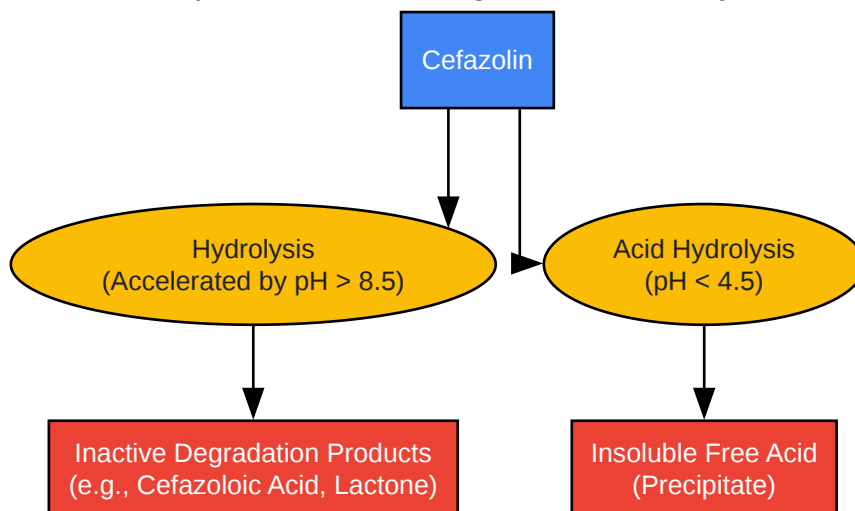 Cefazolin
Hydrolysis
(Accelerated by pH > 8.5)
Acid Hydrolysis
(pH < 4.5)
Inactive Degradation Products
(e.g., Cefazoloic Acid, Lactone)
Insoluble Free Acid
(Precipitate)